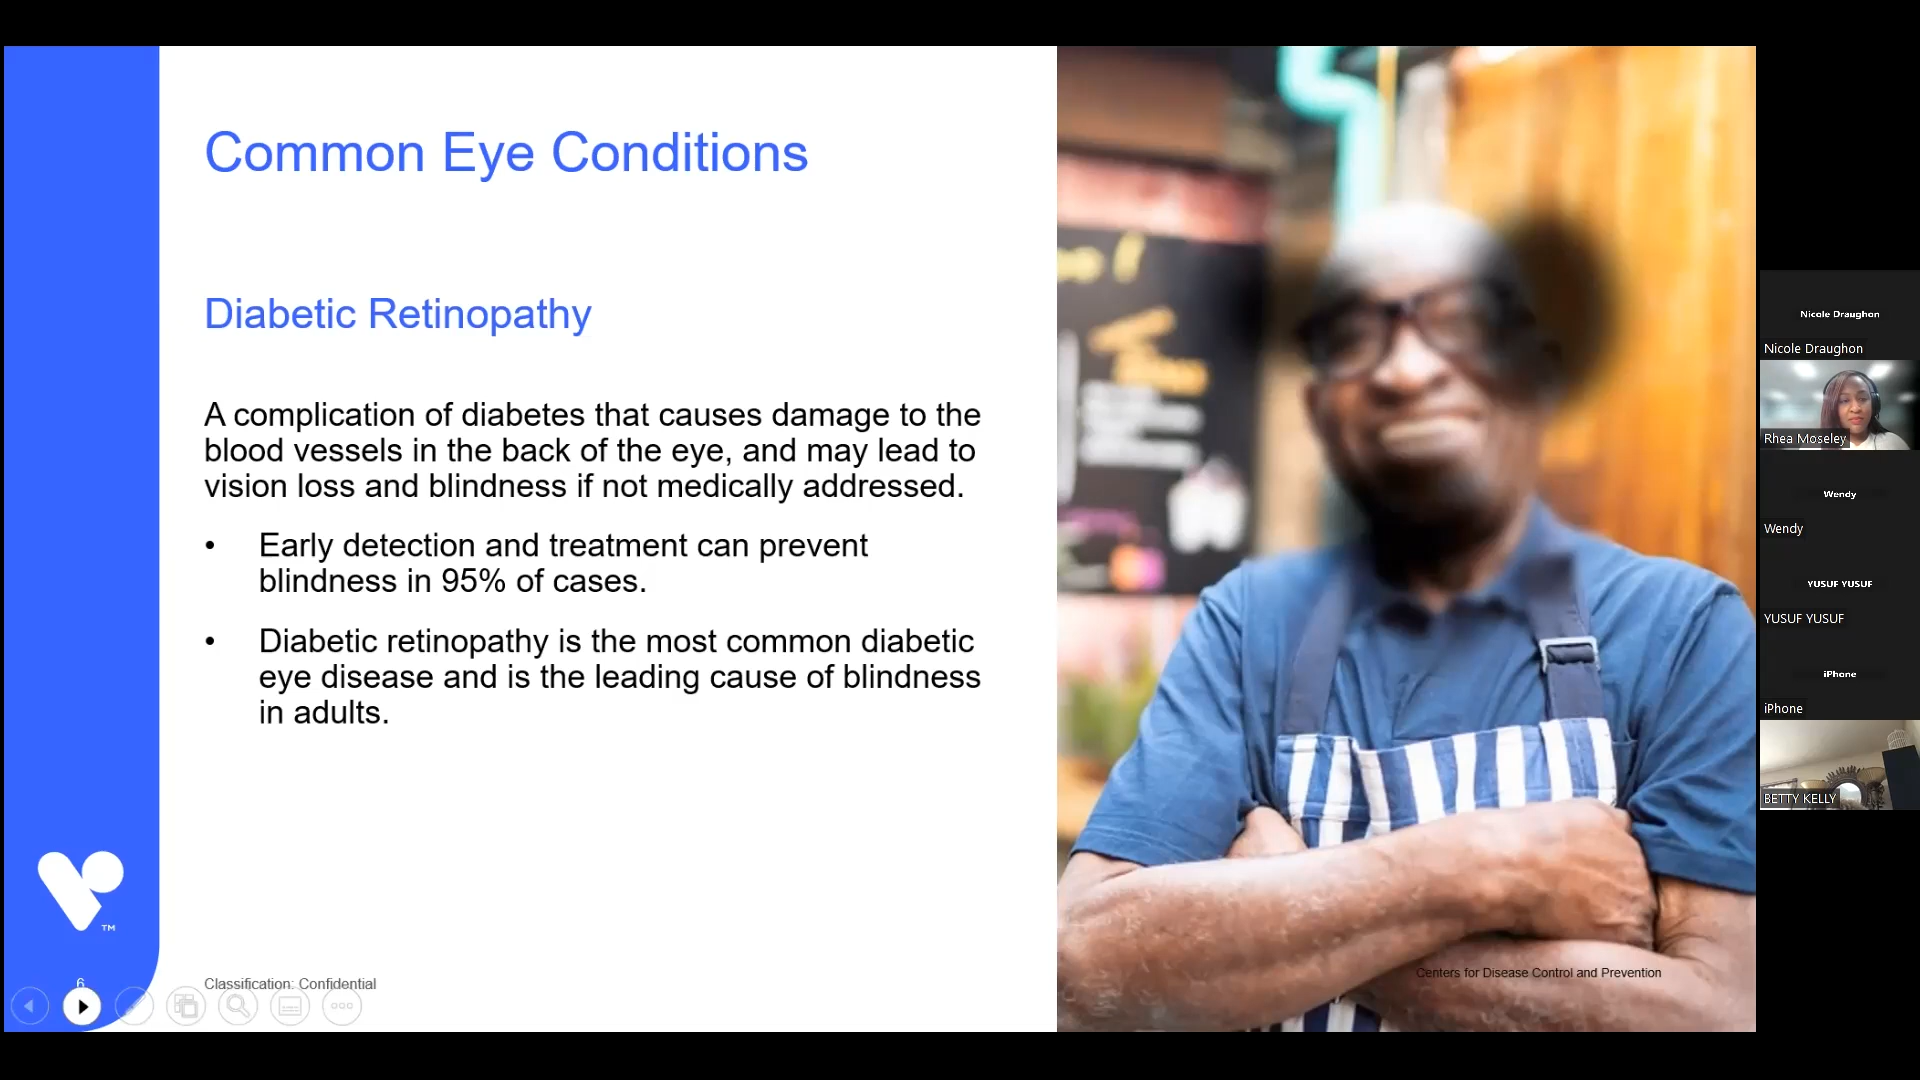 Common Eye Conditions
Diabetic Retinopathy
A complication of diabetes that causes damage to the
blood vessels in the back of the eye, and may lead to
vision loss and blindness if not medically addressed.
• Early detection and treatment can prevent
blindness in 95% of cases.
• Diabetic retinopathy is the most common diabetic
eye disease and is the leading cause of blindness
in adults.
TM
6
Classification: Confidential
Centers for Disease Control and Prevention
Nicole Draughon
Nicole Draughon
Rhea Moseley
Wendy
Wendy
YUSUF YUSUF
YUSUF YUSUF
iPhone
iPhone
BETTY KELLY